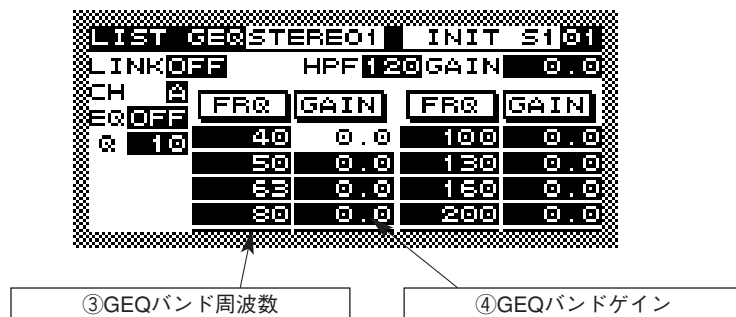 LIST GEQ STEREO1 INIT S1 01
LINK OFF HPF 120 GAIN 0.0
CH A FRQ GAIN FRQ GAIN
EQ OFF
Q 10 40 0.0 100 0.0
50 0.0 130 0.0
63 0.0 160 0.0
80 0.0 200 0.0
③GEQバンド周波数 ④GEQバンドゲイン